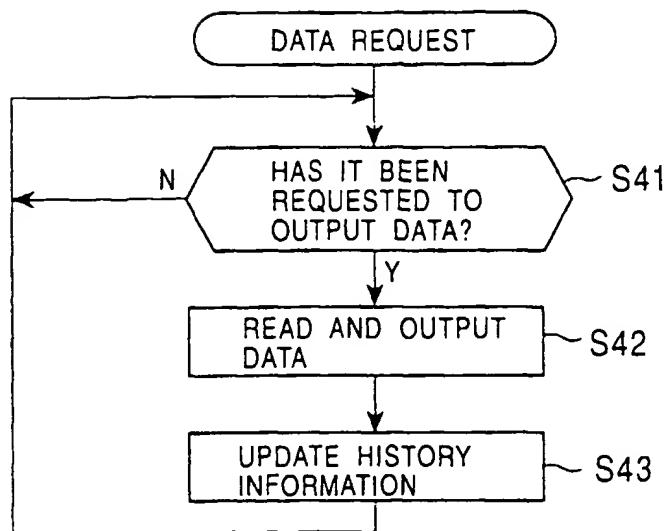 DATA REQUEST
N
HAS IT BEEN
REQUESTED TO
OUTPUT DATA?
S41
Y
READ AND OUTPUT
DATA
S42
UPDATE HISTORY
INFORMATION
S43